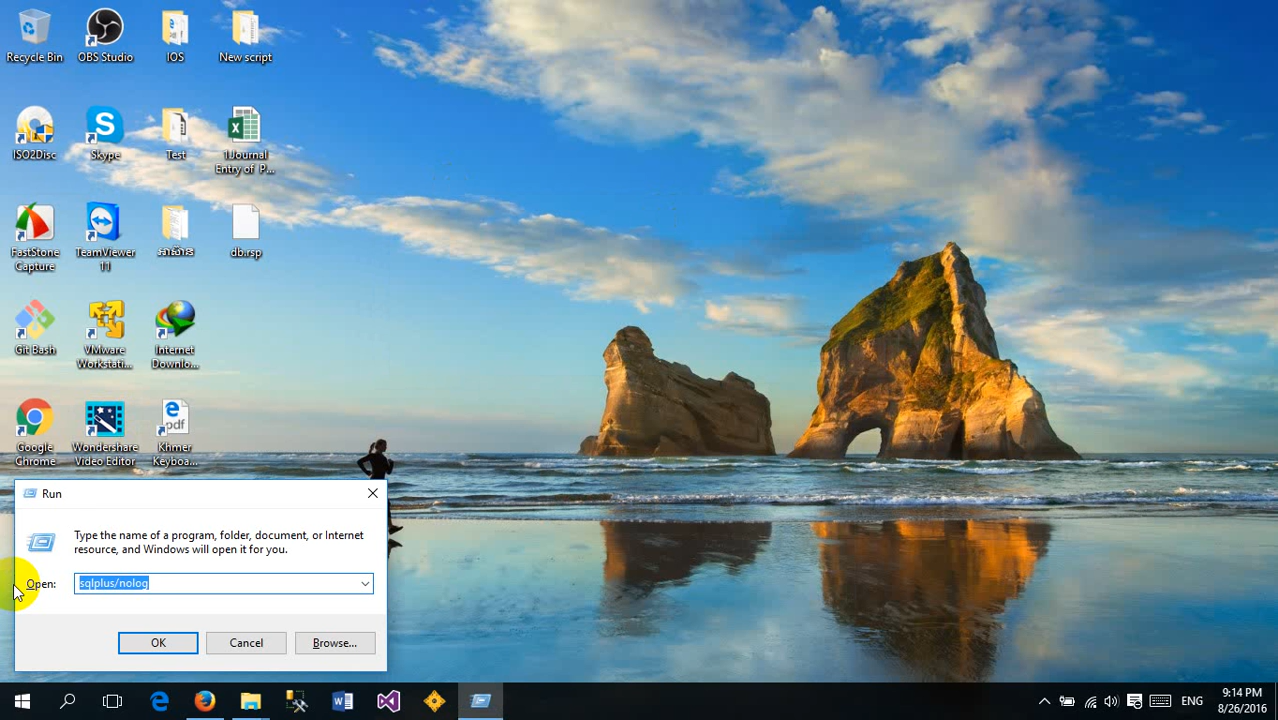 Recycle Bin
OBS Studio
IOS
New script
ISO2Disc
Skype
Test
1Journal
Entry of P...
FastStone
Capture
TeamViewer
11
db.rsp
Git Bash
VMware
Workstati...
Internet
Downlo...
Google
Chrome
Wondershare
Video Editor
Khmer
Keyboa...
Run
Type the name of a program, folder, document, or Internet
resource, and Windows will open it for you.
Open:
sqlplus/nolog
OK
Cancel
Browse...
ENG
9:14 PM
8/26/2016